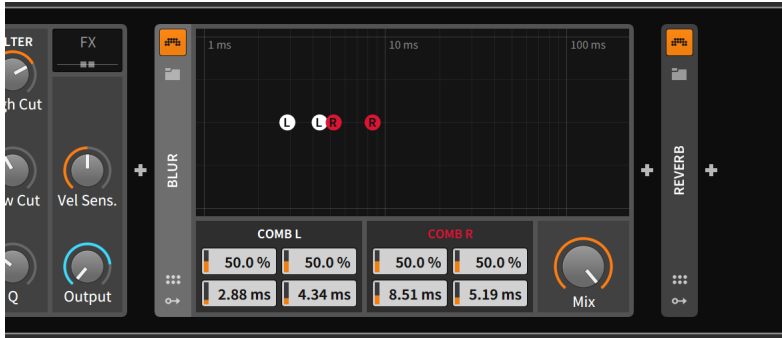 LTER
FX
gh Cut
w Cut
Vel Sens.
Q
Output
BLUR
1 ms
10 ms
100 ms
L
L
R
R
COMB L
COMB R
50.0 %
50.0 %
50.0 %
50.0 %
2.88 ms
4.34 ms
8.51 ms
5.19 ms
Mix
REVERB